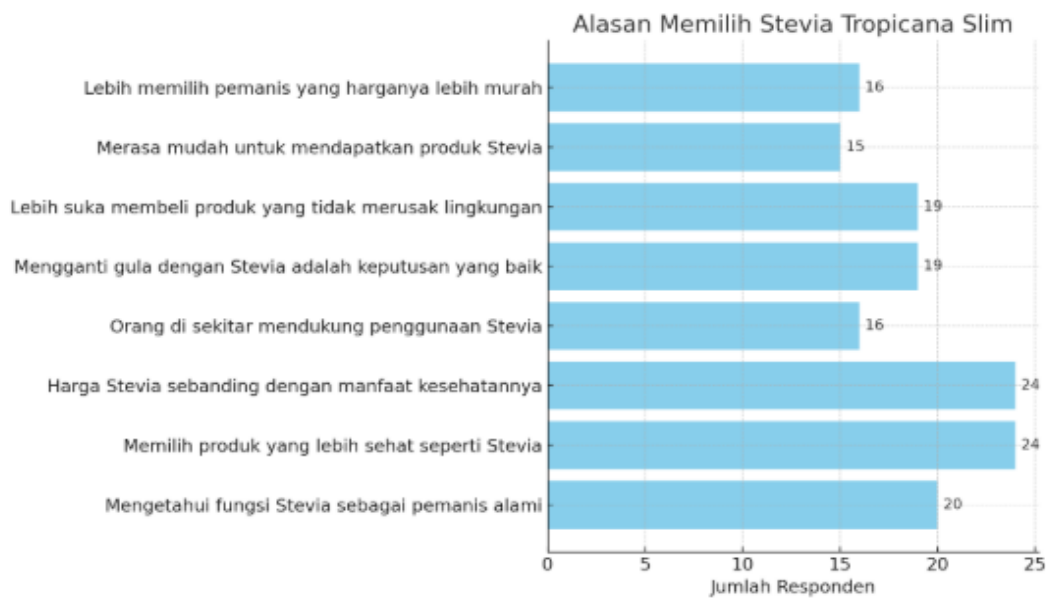 Alasan Memilih Stevia Tropicana Slim
Lebih memilih pemanis yang harganya lebih murah 16
Merasa mudah untuk mendapatkan produk Stevia 15
Lebih suka membeli produk yang tidak merusak lingkungan 19
Mengganti gula dengan Stevia adalah keputusan yang baik 19
Orang di sekitar mendukung penggunaan Stevia 16
Harga Stevia sebanding dengan manfaat kesehatannya 24
Memilih produk yang lebih sehat seperti Stevia 24
Mengetahui fungsi Stevia sebagai pemanis alami 20
0 5 10 15 20 25
Jumlah Responden